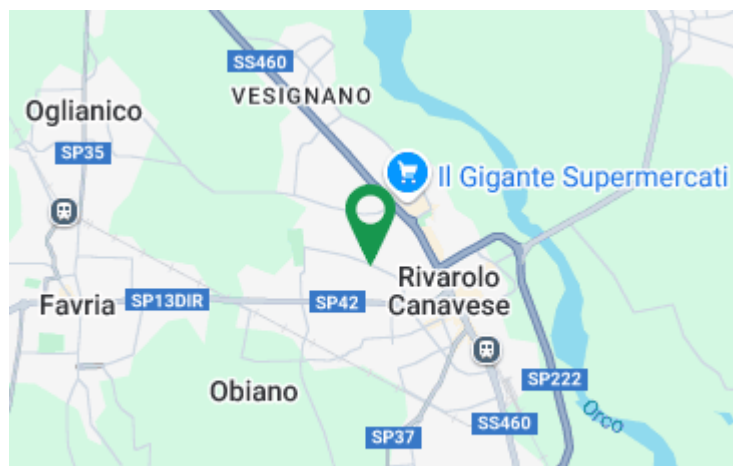 SS460
VESIGNANO
Oglianico
SP35
Il Gigante Supermercati
Rivarolo
Canavese
Favria
SP13DIR
SP42
Obiano
SP222
Orco
SS460
SP37